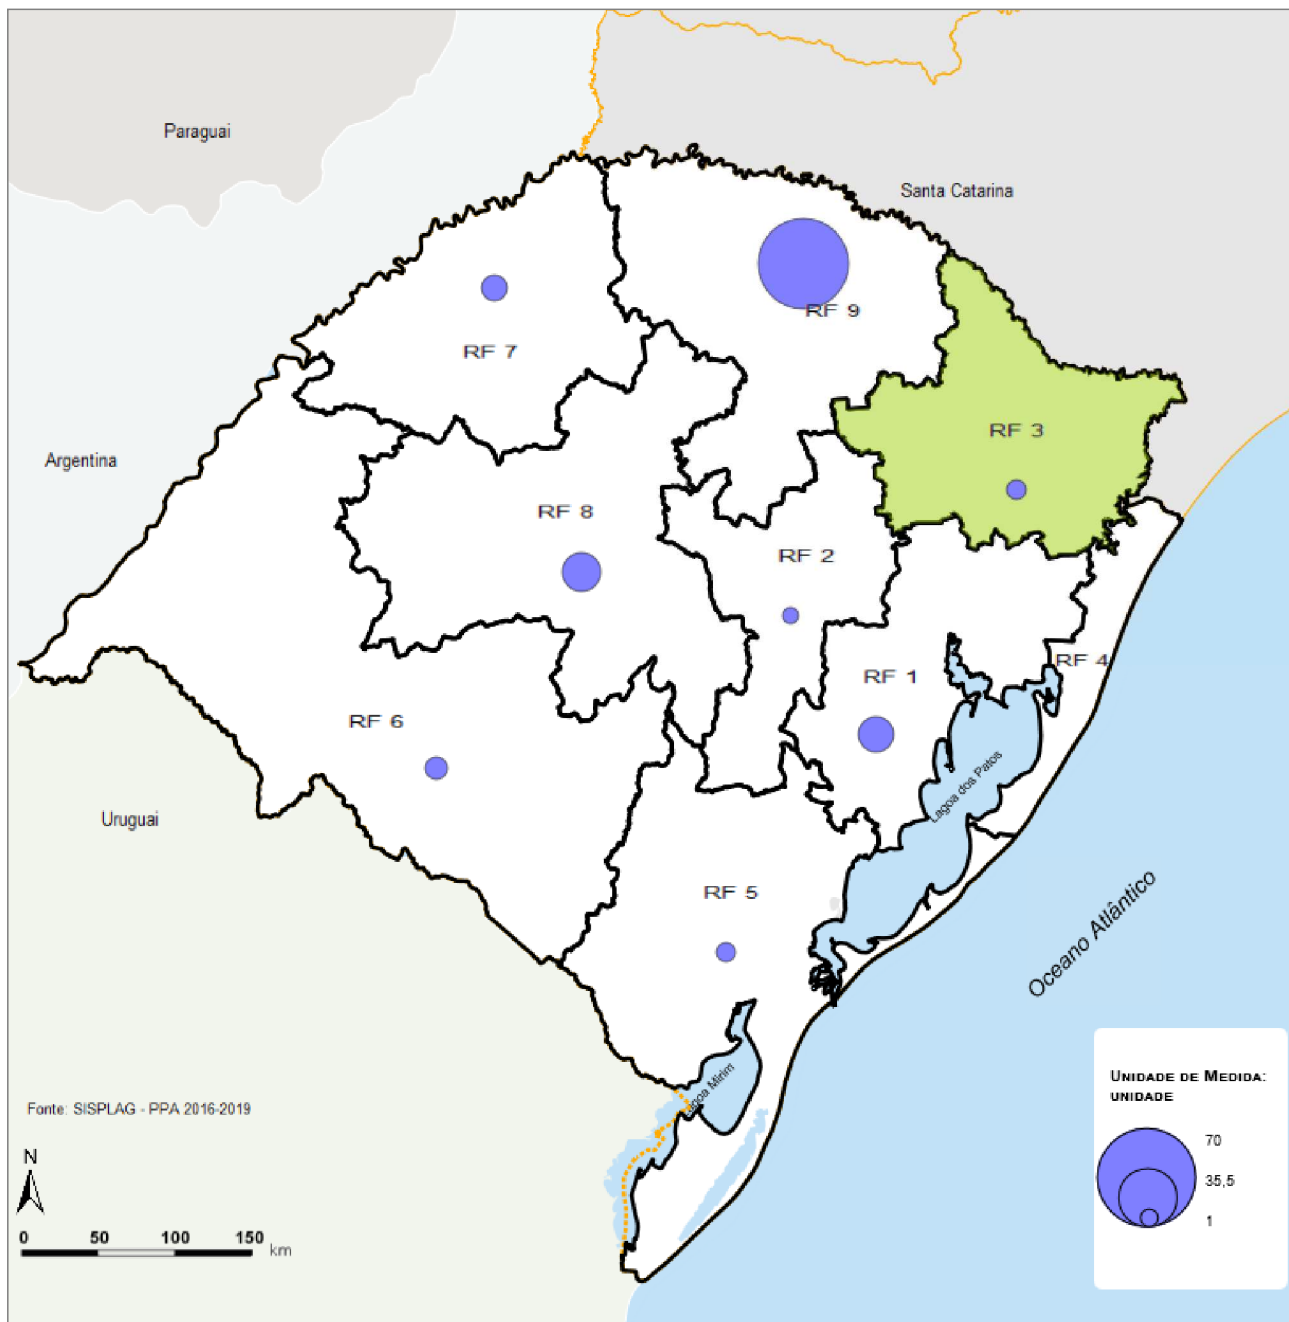 Paraguai
Santa Catarina
RF 9
RF 7
RF 3
Argentina
RF 8
RF 2
RF 4
RF 1
RF 6
Lagoa dos Patos
Uruguai
RF 5
Oceano Atlântico
Lagoa Mirim
Fonte: SISPLAG - PPA 2016-2019
N
0 50 100 150 km
UNIDADE DE MEDIDA:
UNIDADE
70
35,5
1